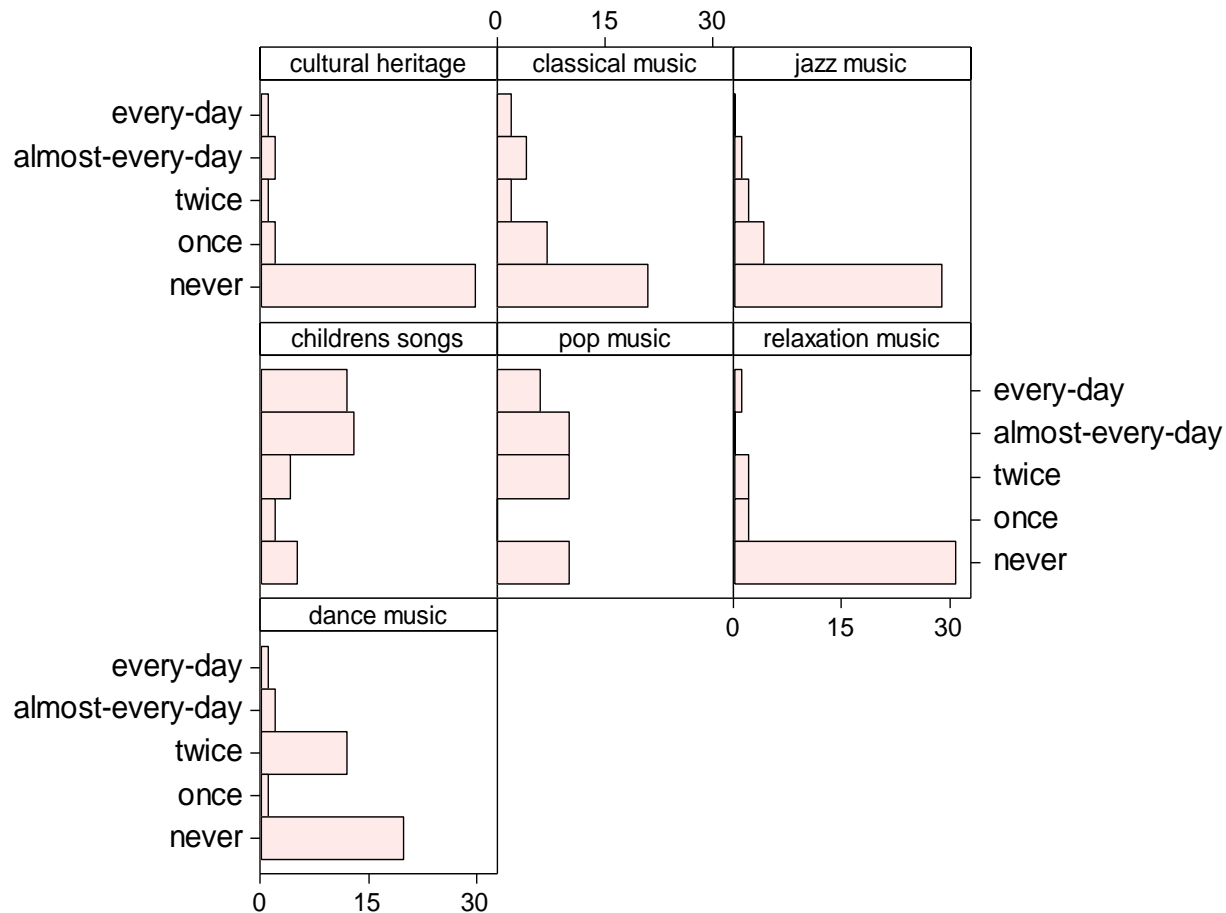 0 15 30
cultural heritage classical music jazz music
every-day
almost-every-day
twice
once
never
childrens songs pop music relaxation music
every-day
almost-every-day
twice
once
never
0 15 30
dance music
every-day
almost-every-day
twice
once
never
0 15 30